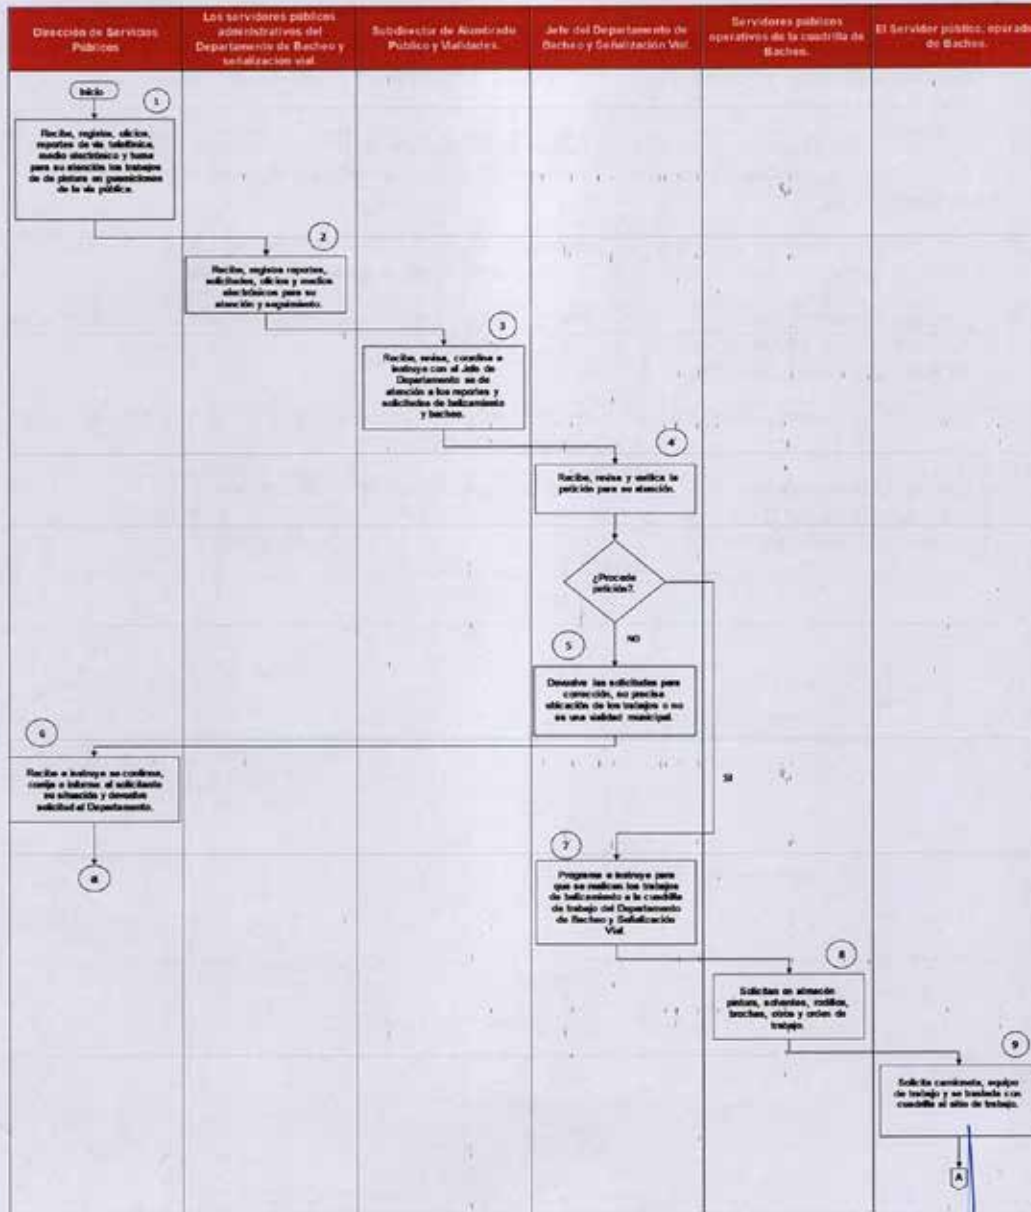 Dirección de Servicios
Públicos
Los servidores públicos
administrativos del
Departamento de Bacheo y
señalización vial
Subdirector de Alumbrado
Público y Vialidades.
Jefe del Departamento de
Bacheo y Señalización Vial.
Servidores públicos
operativos de la cuadrilla de
Bacheo.
El Servidor público, operado
de Bacheo.
Inicio
1
Recibe, registra, oficios,
reportes de vía telefónica,
medio electrónico y turna
para su atención los trabajos
de de pintura en guarniciones
de la vía pública.
2
Recibe, registra reportes,
solicitudes, oficios y medios
electrónicos para su
atención y seguimiento.
3
Recibe, revisa, coordina e
instruye con el Jefe de
Departamento se de
atención a los reportes y
solicitudes de balizamiento
y bacheo.
4
Recibe, revisa y verifica la
petición para su atención.
¿Procede
petición?.
NO
5
Devuelve las solicitudes para
corrección, no precisa
ubicación de los trabajos o no
es una vialidad municipal.
6
Recibe e instruye se confirme,
corrija e informe al solicitante
su situación y devuelve
solicitud al Departamento.
SI
7
Programa e instruye para
que se realicen los trabajos
de balizamiento a la cuadrilla
de trabajo del Departamento
de Bacheo y Señalización
Vial.
8
Solicitan en almacén
pintura, solventes, rodillos,
brochas, otros y orden de
trabajo.
9
Solicita camioneta, equipo
de trabajo y se traslada con
cuadrilla al sitio de trabajo.
A